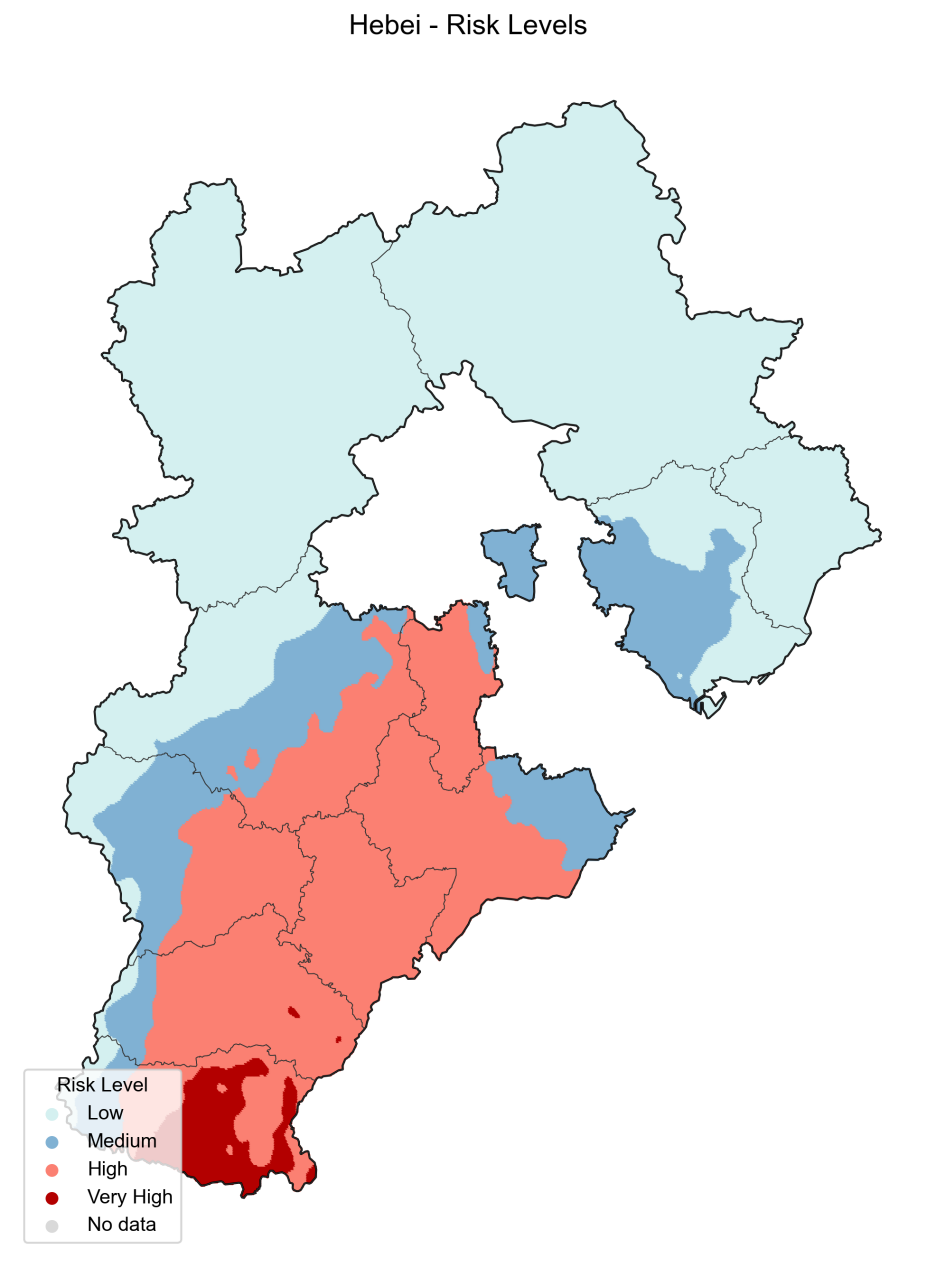 Hebei - Risk Levels
Risk Level
Low
Medium
High
Very High
No data